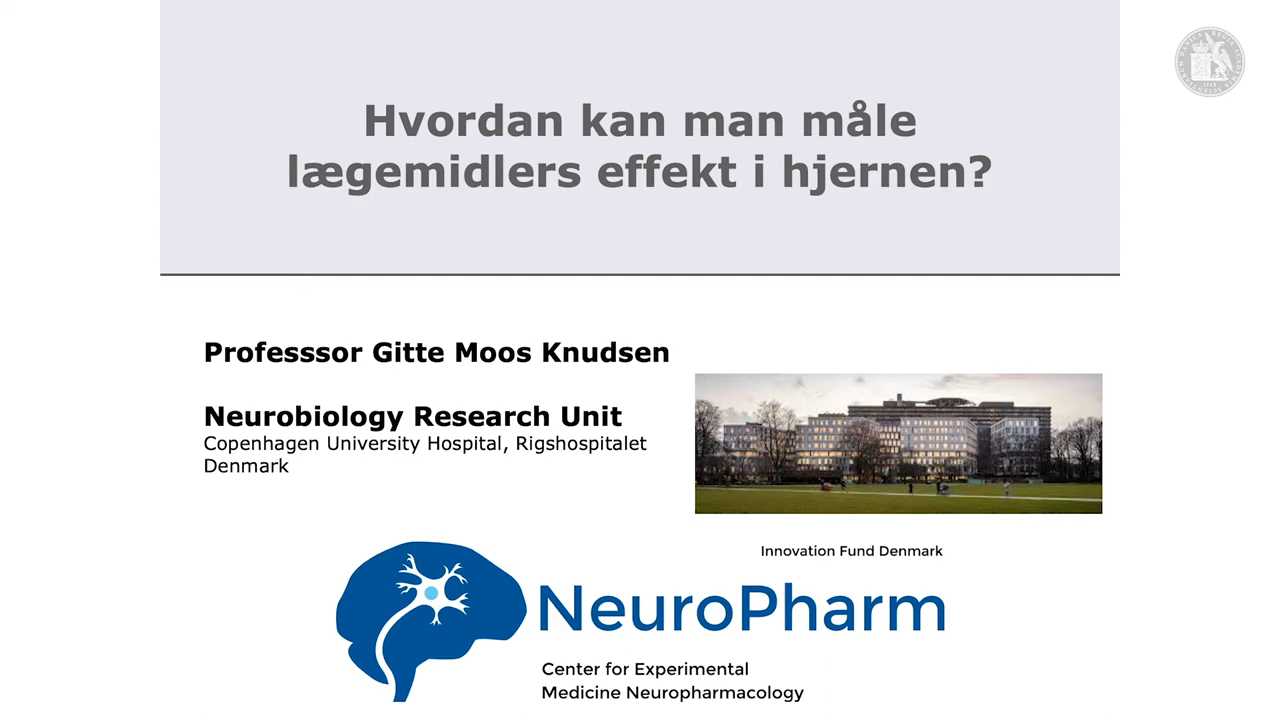 Hvordan kan man måle
lægemidlers effekt i hjernen?
Professsor Gitte Moos Knudsen
Neurobiology Research Unit
Copenhagen University Hospital, Rigshospitalet
Denmark
Innovation Fund Denmark
NeuroPharm
Center for Experimental
Medicine Neuropharmacology